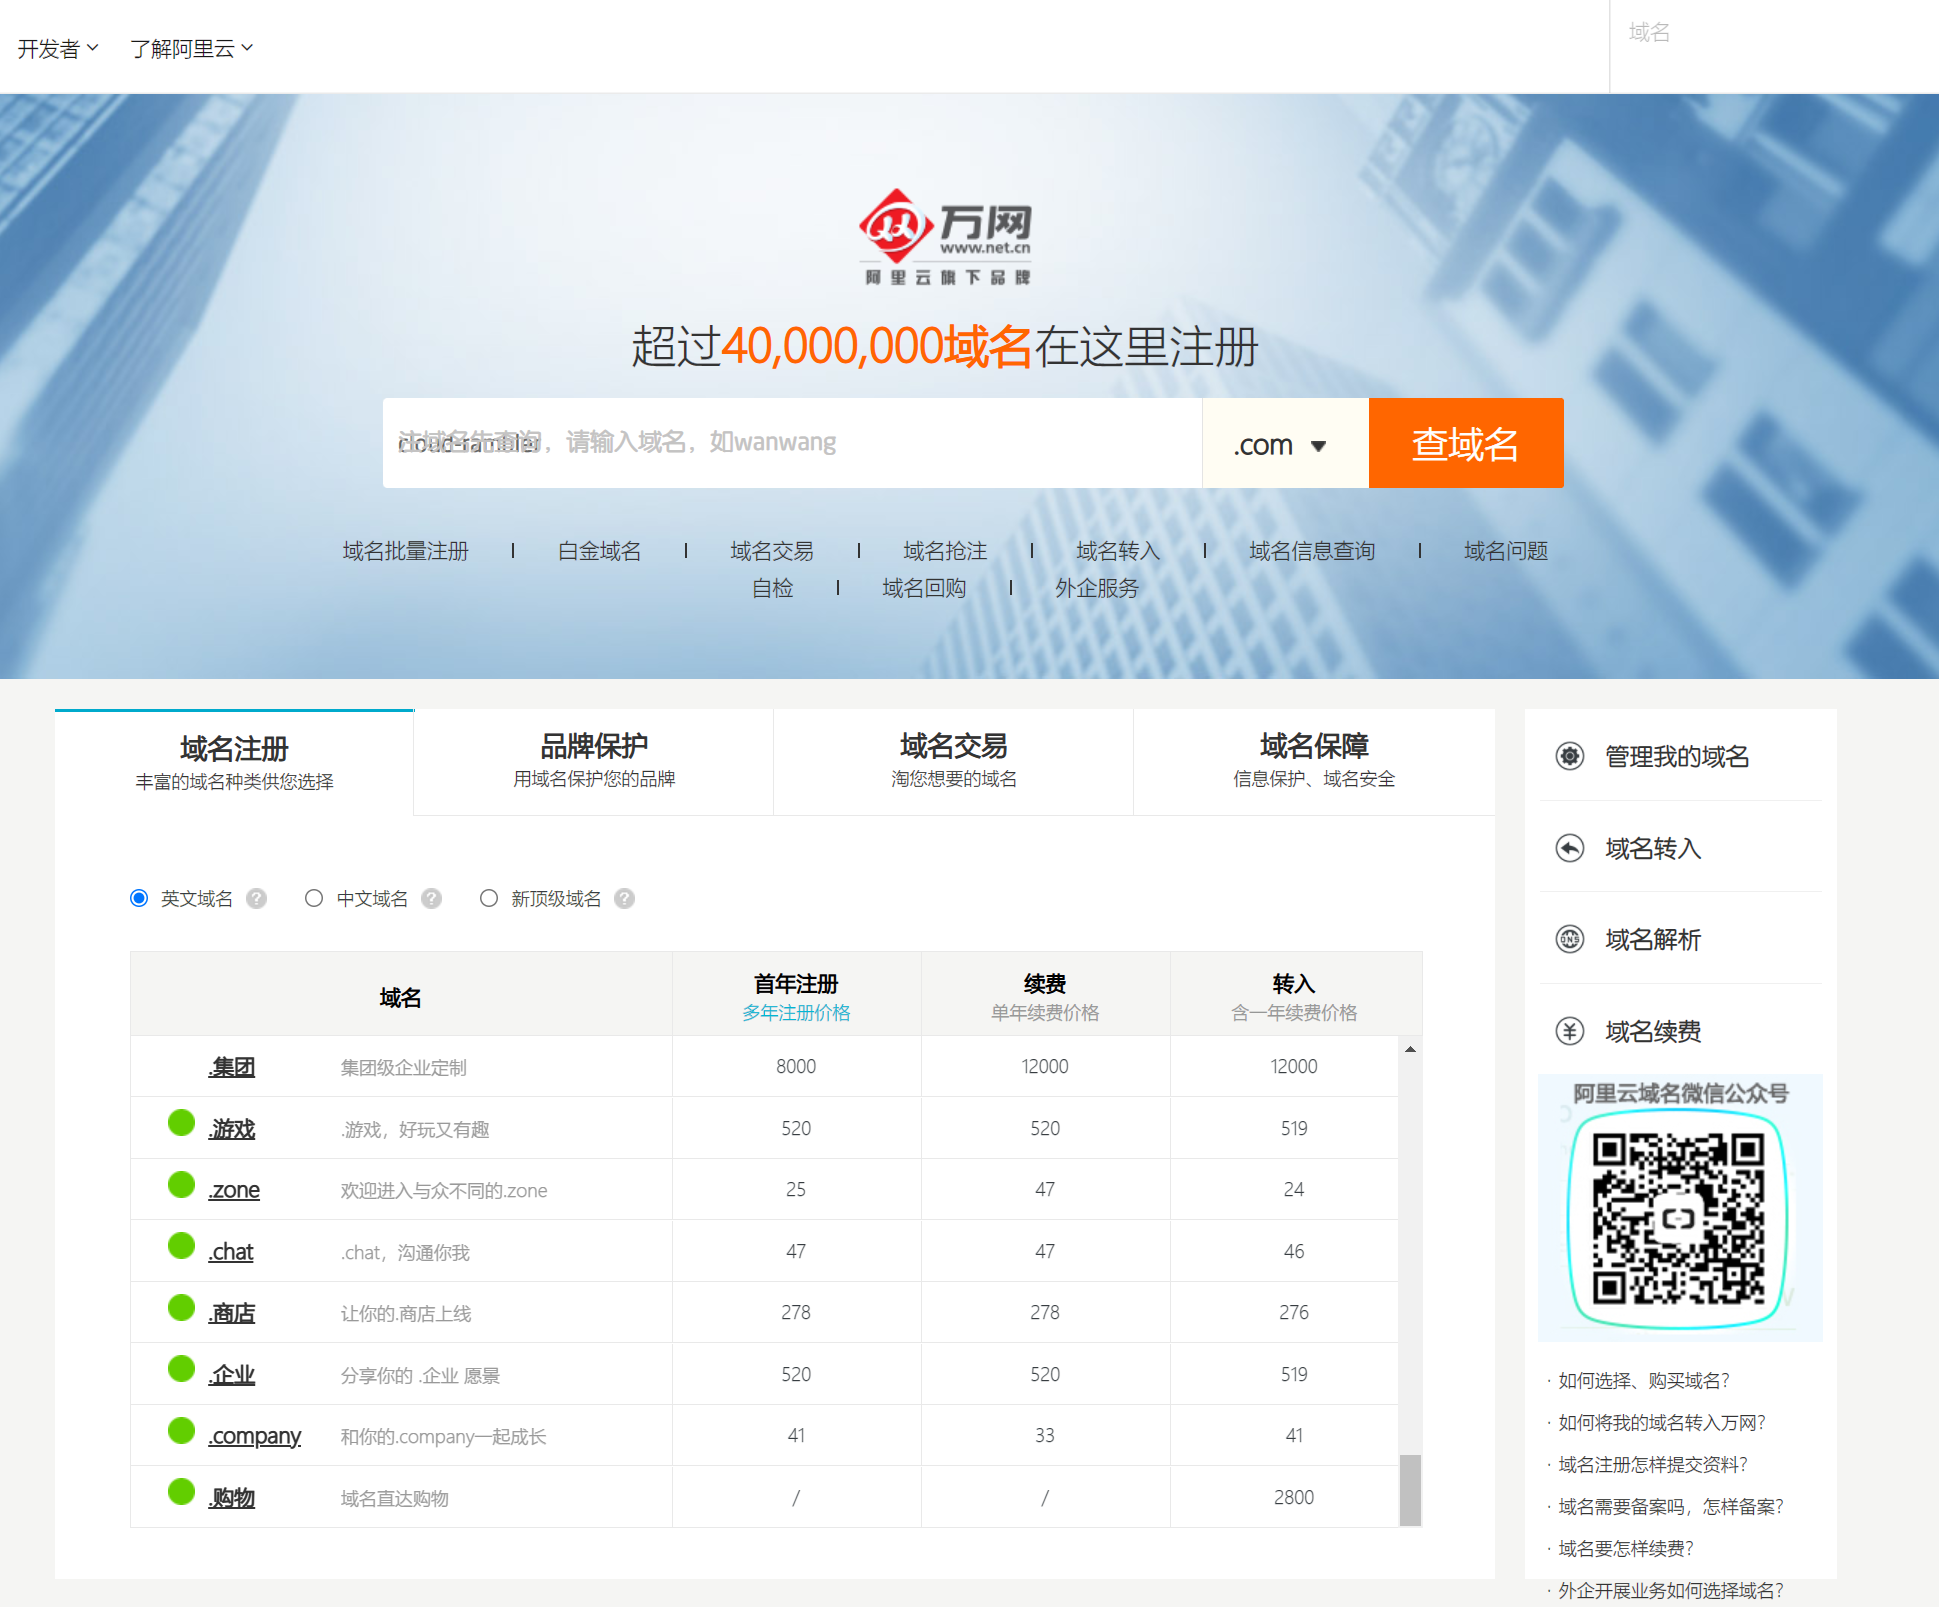 开发者 了解阿里云 域名
万网
www.net.cn
阿里云旗下品牌
超过40,000,000域名在这里注册
cloud-rambler
注域名先查询，请输入域名，如wanwang
.com 查域名
域名批量注册 | 白金域名 | 域名交易 | 域名抢注 | 域名转入 | 域名信息查询 | 域名问题
自检 | 域名回购 | 外企服务
域名注册 品牌保护 域名交易 域名保障
丰富的域名种类供您选择 用域名保护您的品牌 淘您想要的域名 信息保护、域名安全
英文域名 ? 中文域名 ? 新顶级域名 ?
域名 首年注册 续费 转入
多年注册价格 单年续费价格 含一年续费价格
.集团 集团级企业定制 8000 12000 12000
.游戏 .游戏，好玩又有趣 520 520 519
.zone 欢迎进入与众不同的.zone 25 47 24
.chat .chat，沟通你我 47 47 46
.商店 让你的.商店上线 278 278 276
.企业 分享你的 .企业 愿景 520 520 519
.company 和你的.company一起成长 41 33 41
.购物 域名直达购物 / / 2800
管理我的域名
域名转入
DNS 域名解析
¥ 域名续费
阿里云域名微信公众号
· 如何选择、购买域名？
· 如何将我的域名转入万网？
· 域名注册怎样提交资料？
· 域名需要备案吗，怎样备案？
· 域名要怎样续费？
· 外企开展业务如何选择域名？